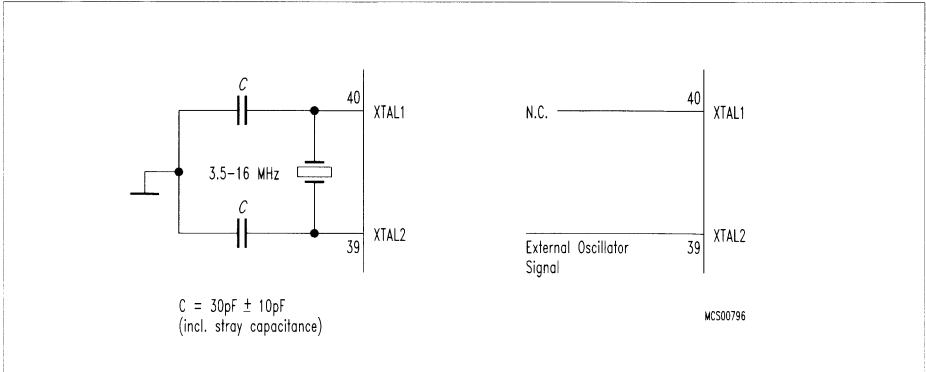 C
40
XTAL1
3.5-16 MHz
C
XTAL2
39
C = 30pF ± 10pF
(incl. stray capacitance)
40
N.C.
XTAL1
XTAL2
External Oscillator
39
Signal
MCS00796